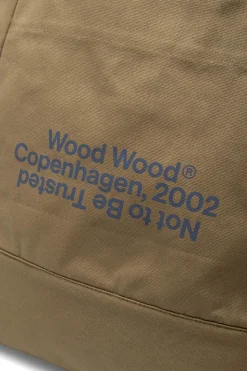 Wood Wood®
Copenhagen, 2002
Not to Be Trusted